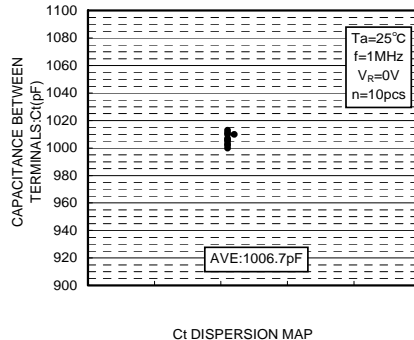 1100
1080
1060
1040
1020
1000
980
960
940
920
900
CAPACITANCE BETWEEN
TERMINALS:Ct(pF)
Ta=25℃
f=1MHz
VR=0V
n=10pcs
AVE:1006.7pF
Ct DISPERSION MAP